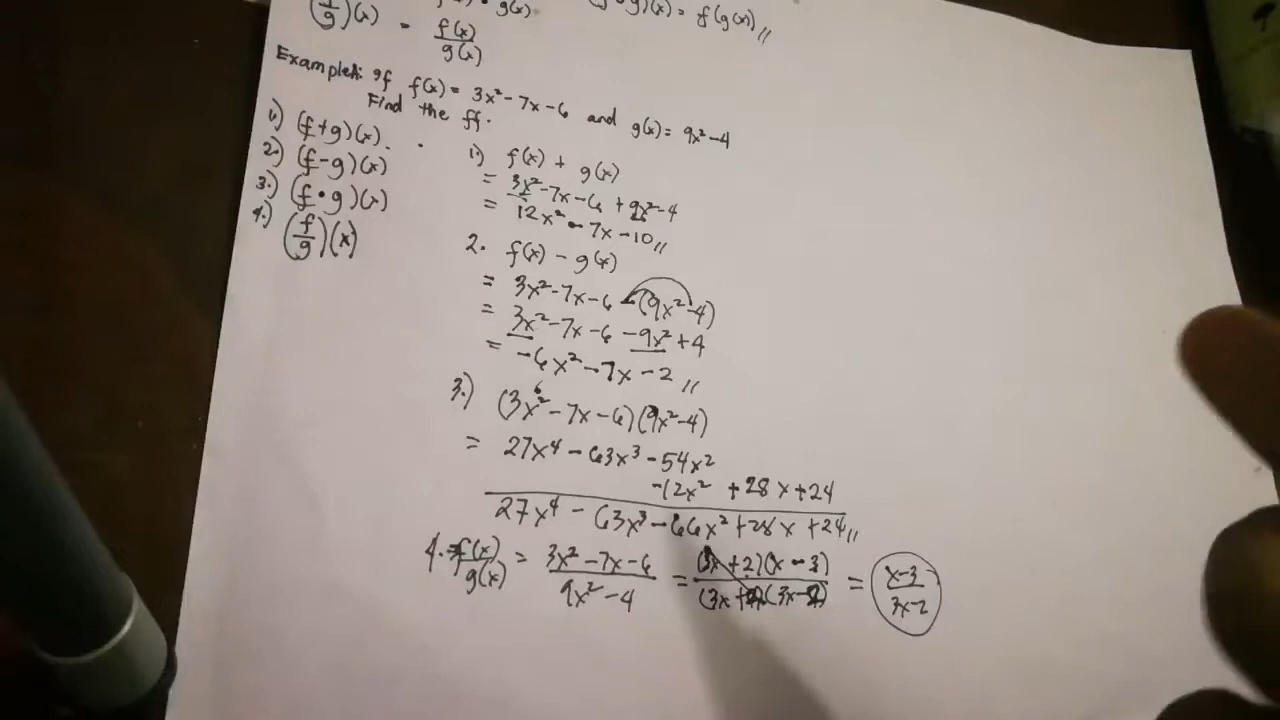 (f/g)(x) = f(x)/g(x)
g(x)
g)(x) = f(g(x)) //
Examples: If f(x) = 3x²-7x-6 and g(x) = 9x²-4
Find the ff.
1.) (f+g)(x)
2.) (f-g)(x)
3.) (f•g)(x)
4.) (f/g)(x)
1.) f(x) + g(x)
= 3x²-7x-6 + 9x²-4
= 12x² - 7x - 10 //
2. f(x) - g(x)
= 3x²-7x-6 -(9x²-4)
= 3x²-7x-6 -9x²+4
= -6x²-7x-2 //
3.) (3x²-7x-6)(9x²-4)
= 27x⁴ - 63x³ - 54x²
-12x² + 28x + 24
27x⁴ - 63x³ - 66x² + 28x + 24 //
4. f(x)/g(x) = 3x²-7x-6/9x²-4 = (3x+2)(x-3)/(3x+2)(3x-2) = x-3/3x-2